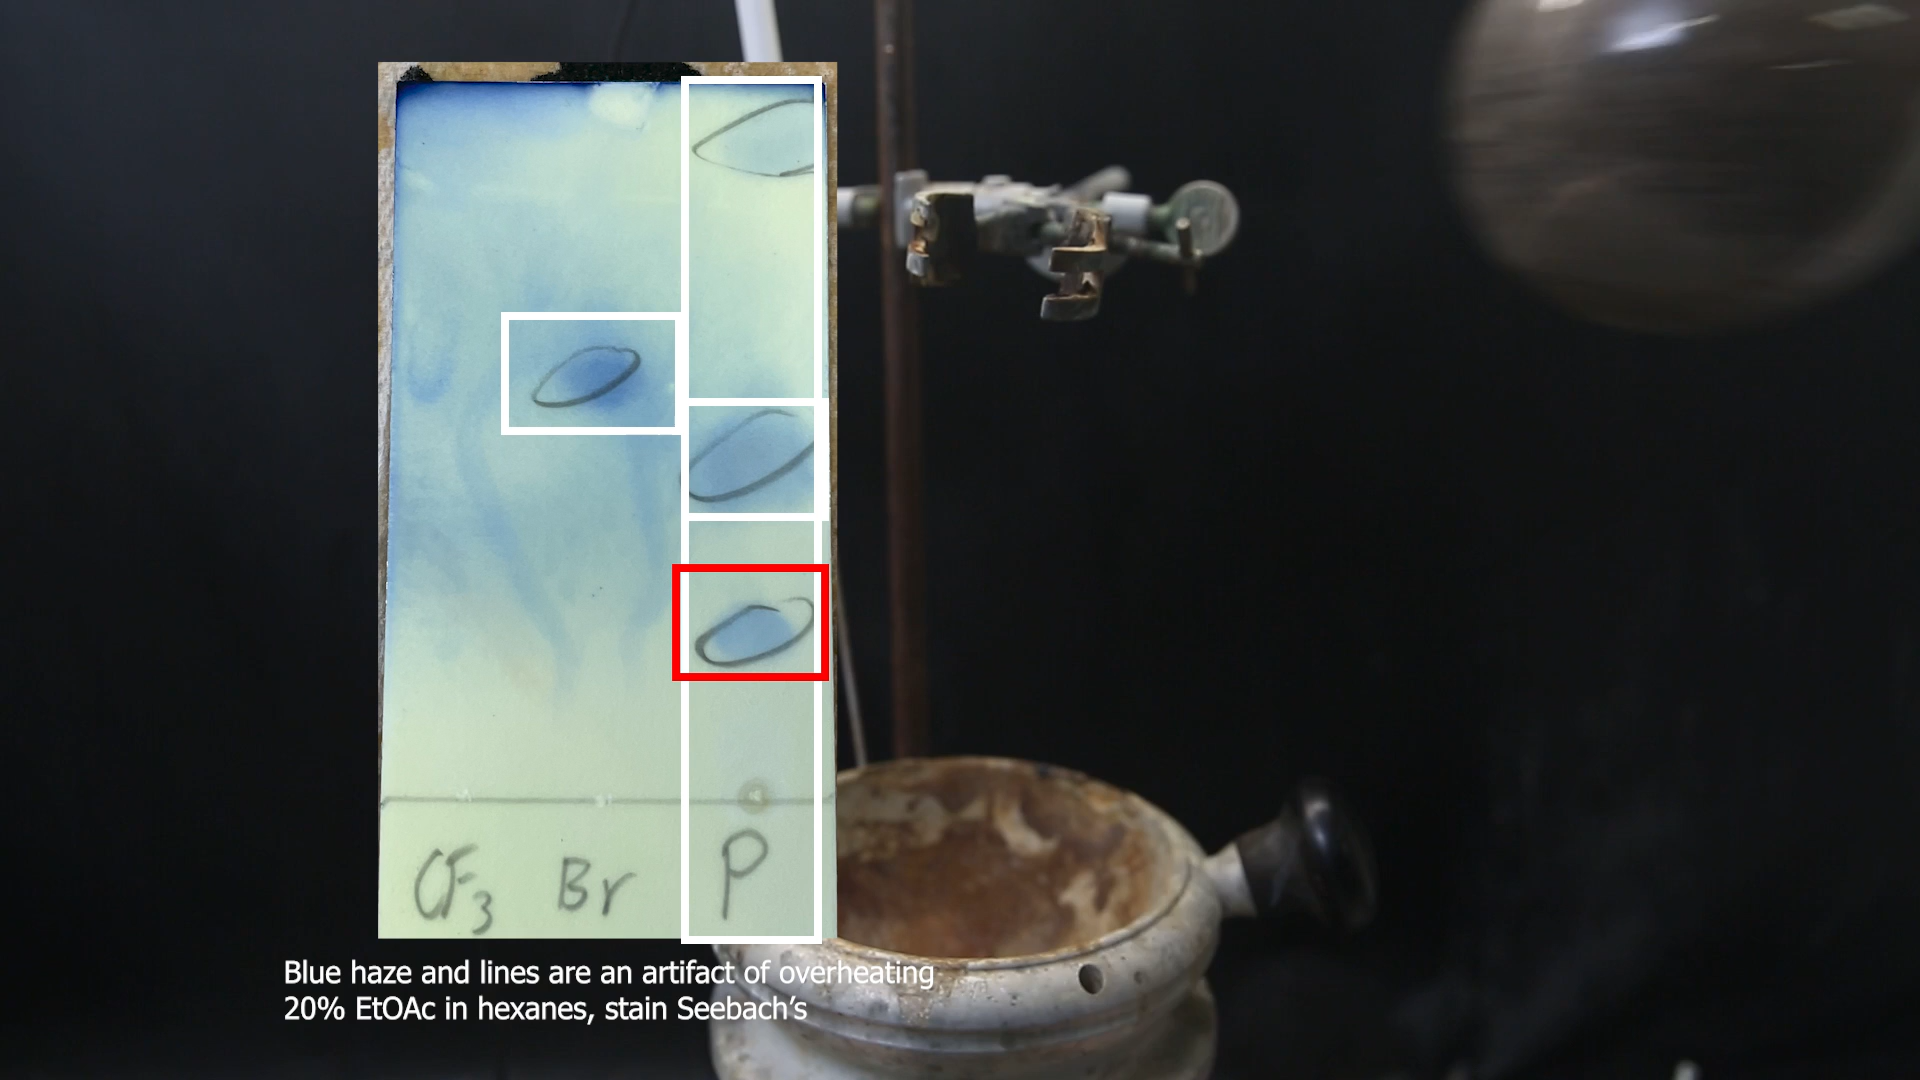 CF3 Br P
Blue haze and lines are an artifact of overheating
20% EtOAc in hexanes, stain Seebach’s